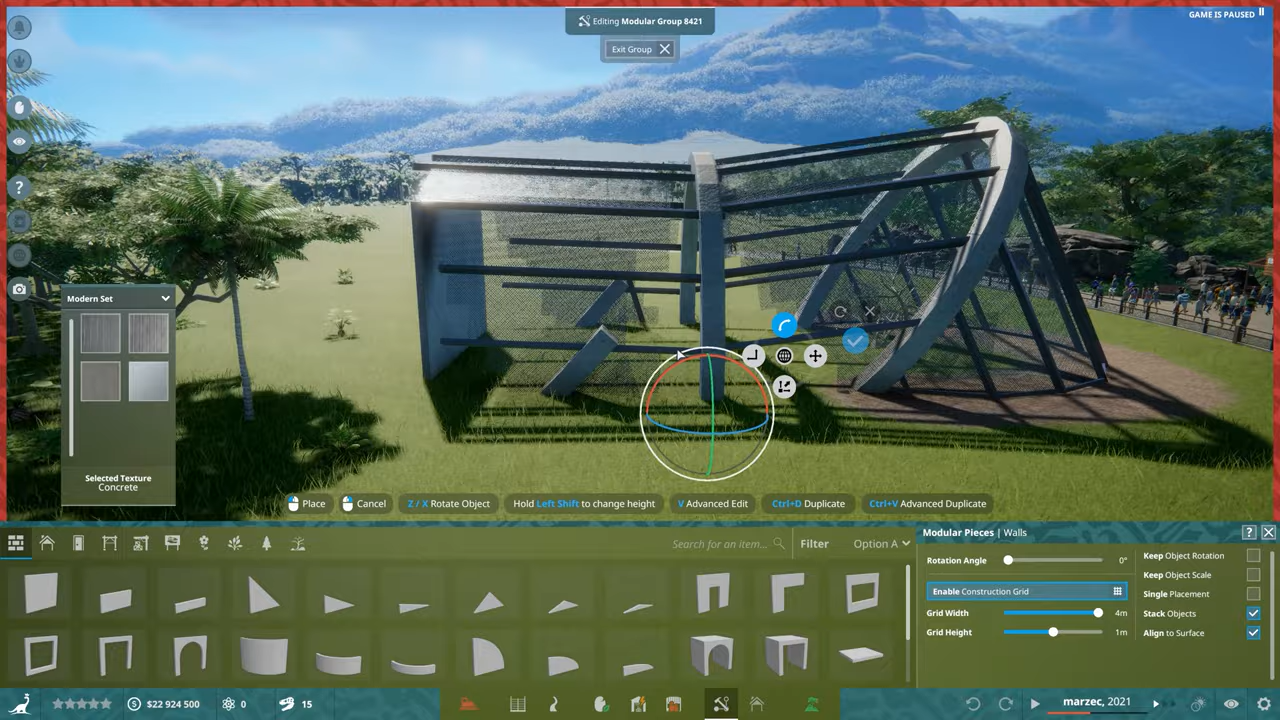 Editing Modular Group 8421
GAME IS PAUSED
Exit Group
Modern Set
Selected Texture
Concrete
Place
Cancel
Z / X Rotate Object
Hold Left Shift to change height
V Advanced Edit
Ctrl+D Duplicate
Ctrl+V Advanced Duplicate
Search for an item...
Filter
Option A
Modular Pieces | Walls
Rotation Angle
0°
Enable Construction Grid
Grid Width
4m
Grid Height
1m
Keep Object Rotation
Keep Object Scale
Single Placement
Stack Objects
Align to Surface
$22 924 500
0
15
marzec, 2021